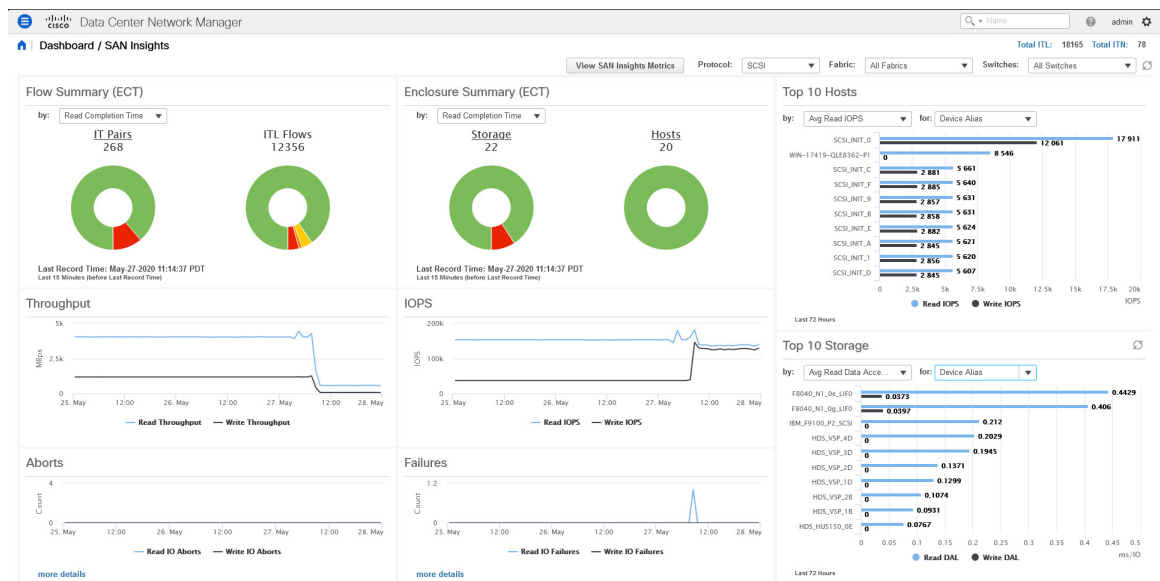 cisco Data Center Network Manager
Name
admin
Dashboard / SAN Insights
Total ITL: 18165 Total ITN: 78
View SAN Insights Metrics Protocol: SCSI Fabric: All Fabrics Switches: All Switches
Flow Summary (ECT)
by: Read Completion Time
IT Pairs
268
ITL Flows
12356
Last Record Time: May-27-2020 11:14:37 PDT
Last 15 Minutes (before Last Record Time)
Enclosure Summary (ECT)
by: Read Completion Time
Storage
22
Hosts
20
Last Record Time: May-27-2020 11:14:37 PDT
Last 15 Minutes (before Last Record Time)
Top 10 Hosts
by: Avg Read IOPS for: Device Alias
SCSI_INIT_0 17 911
12 061
WIN-17419-QLE8362-P1 8 546
0
SCSI_INIT_C 5 661
2 881
SCSI_INIT_F 5 640
2 885
SCSI_INIT_9 5 631
2 857
SCSI_INIT_8 5 631
2 858
SCSI_INIT_E 5 624
2 882
SCSI_INIT_A 5 621
2 845
SCSI_INIT_1 5 620
2 856
SCSI_INIT_D 5 607
2 845
0 2.5k 5k 7.5k 10k 12.5k 15k 17.5k 20k
IOPS
Read IOPS Write IOPS
Last 72 Hours
Throughput
5k
2.5k
0
MBps
25. May 12:00 26. May 12:00 27. May 12:00 28. May
Read Throughput Write Throughput
IOPS
200k
100k
0
IOPS
25. May 12:00 26. May 12:00 27. May 12:00 28. May
Read IOPS Write IOPS
Top 10 Storage
by: Avg Read Data Acce... for: Device Alias
F8040_N1_0e_LIF0 0.4429
0.0373
F8040_N1_0g_LIF0 0.406
0.0397
IBM_F9100_P2_SCSI 0.212
0
HDS_VSP_4D 0.2029
0
HDS_VSP_3D 0.1945
0
HDS_VSP_2D 0.1371
0
HDS_VSP_1D 0.1299
0
HDS_VSP_2B 0.1074
0
HDS_VSP_1B 0.0931
0
HDS_HUS150_0E 0.0767
0
0 0.05 0.1 0.15 0.2 0.25 0.3 0.35 0.4 0.45 0.5
ms/IO
Read DAL Write DAL
Last 72 Hours
Aborts
4
0
Count
25. May 12:00 26. May 12:00 27. May 12:00 28. May
Read IO Aborts Write IO Aborts
more details
Failures
1.2
0
Count
25. May 12:00 26. May 12:00 27. May 12:00 28. May
Read IO Failures Write IO Failures
more details